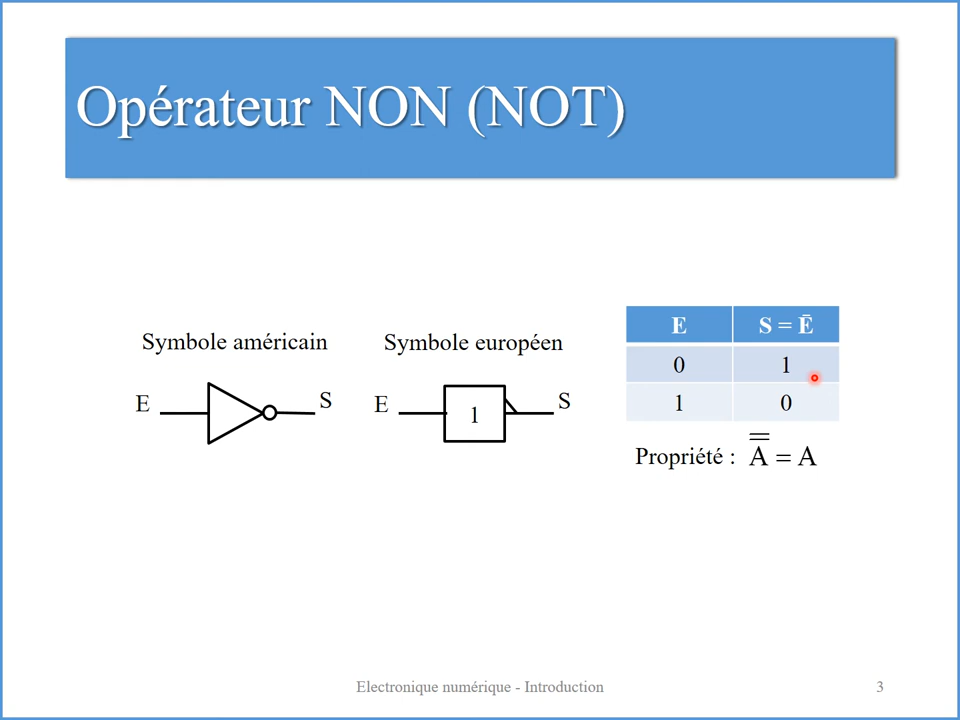 Opérateur NON (NOT)
Symbole américain
E
S
Symbole européen
E
1
S
E S = Ē
0 1
1 0
Propriété : A̿ = A
Electronique numérique - Introduction
3